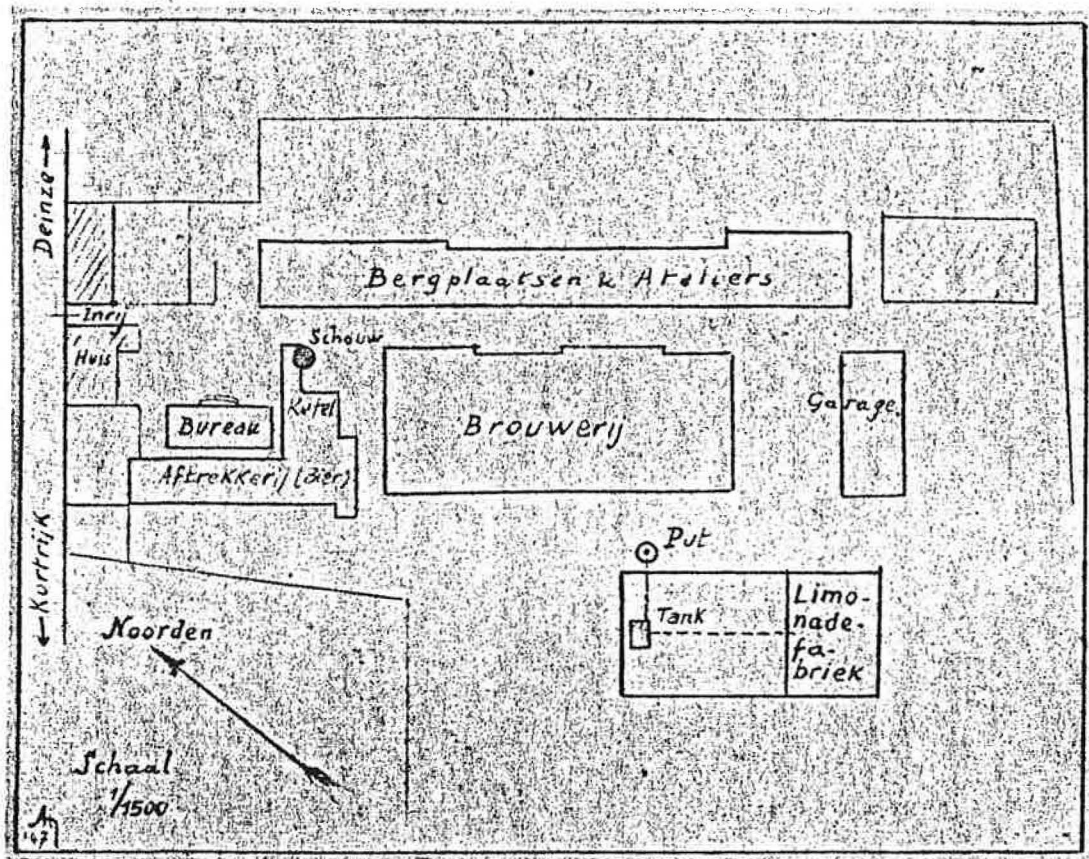 Deinze →
Bergplaatsen & Ateliers
Inrij
Huis
Schouw
Ketel
Bureau
Brouwerij
Garage.
Aftrekkerij (Bier)
← Kortrijk
Put
Tank
Limo-
nade-
fa-
briek
Noorden
Schaal
1/1500